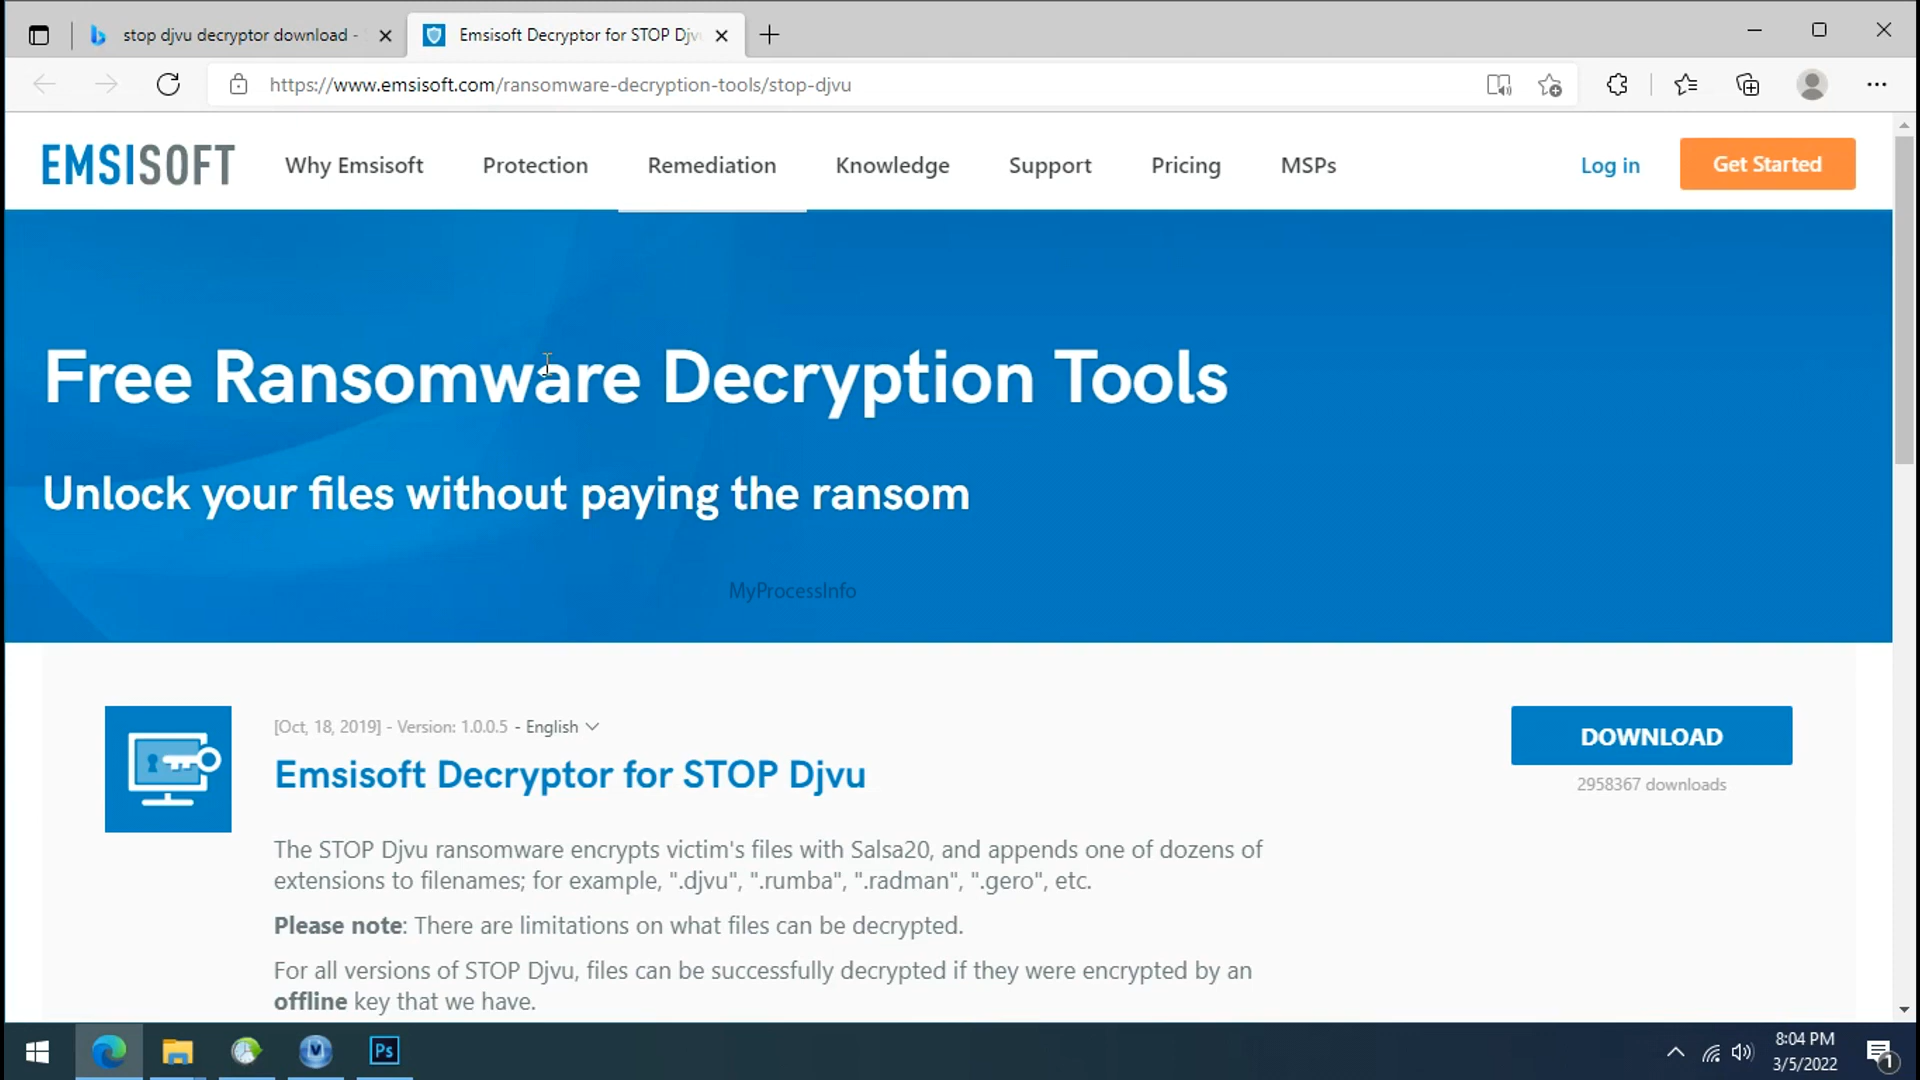 stop djvu decryptor download -
Emsisoft Decryptor for STOP Djv
https://www.emsisoft.com/ransomware-decryption-tools/stop-djvu
EMSISOFT
Why Emsisoft
Protection
Remediation
Knowledge
Support
Pricing
MSPs
Log in
Get Started
Free Ransomware Decryption Tools
Unlock your files without paying the ransom
MyProcessInfo
[Oct, 18, 2019] - Version: 1.0.0.5 - English
DOWNLOAD
Emsisoft Decryptor for STOP Djvu
2958367 downloads
The STOP Djvu ransomware encrypts victim's files with Salsa20, and appends one of dozens of
extensions to filenames; for example, ".djvu", ".rumba", ".radman", ".gero", etc.
Please note: There are limitations on what files can be decrypted.
For all versions of STOP Djvu, files can be successfully decrypted if they were encrypted by an
offline key that we have.
Ps
8:04 PM
3/5/2022
1